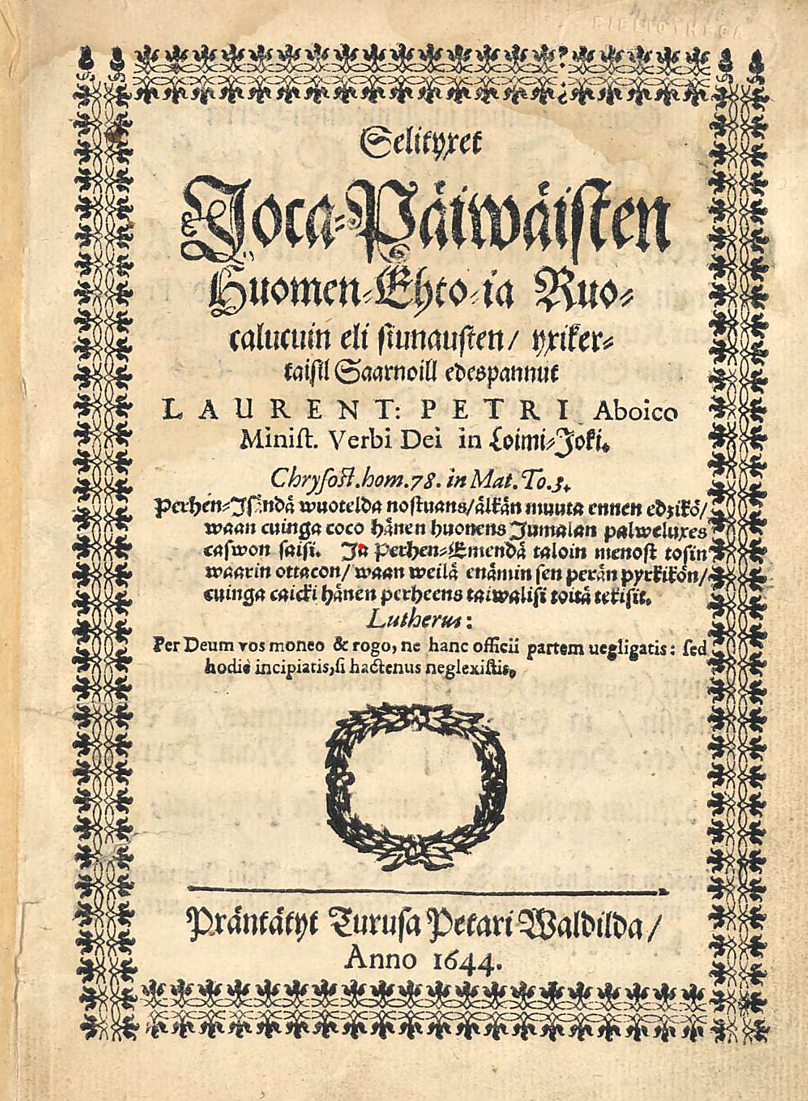 BIBLIOTHECA
Selityxet
Joca-Päiwäisten
Huomen-Ehto-ia Ruo-
calucuin eli siunausten/ yxiker-
taisil Saarnoill edespannut
LAURENT: PETRI Aboico
Minist. Verbi Dei in Loimi-Joki.
Chrysost. hom. 78. in Mat. To. 3.
Perhen-Isändä wuotelda nostuans/älkän muuta ennen edzikö/
waan cuinga coco hänen huonens Jumalan palweluxes
caswon saisi. Ja Perhen-Emendä taloin menost tosin
waarin ottacon/ waan weilä enämin sen perän pyrkikön/
cuinga caicki hänen perheens taiwalisi toitä tekisit.
Lutherus:
Per Deum vos moneo & rogo, ne hanc officii partem uegligatis: sed
hodie incipiatis, si hactenus neglexistis,
Präntätyt Turusa Petari Waldilda/
Anno 1644.